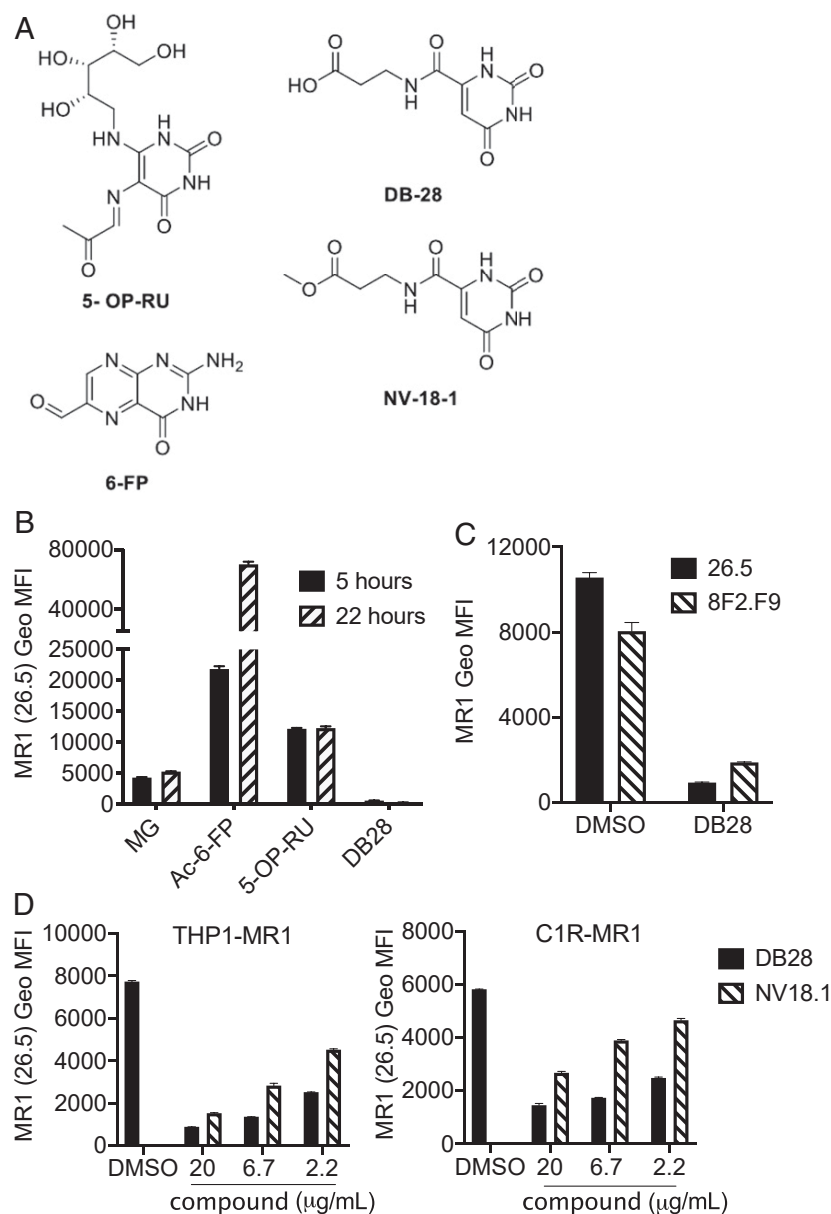 A
OH
HO
OH
HO
HO
HN
H
N
O
NH
N
O
O
5- OP-RU
O
HO
N
H
O
H
N
O
NH
O
DB-28
O
O
N
H
O
H
N
O
NH
O
NV-18-1
O
N
N
N
NH2
NH
O
6-FP
B
MR1 (26.5) Geo MFI
80000
40000
25000
20000
15000
10000
5000
0
5 hours
22 hours
MG
Ac-6-FP
5-OP-RU
DB28
C
MR1 Geo MFI
12000
8000
4000
0
26.5
8F2.F9
DMSO
DB28
D
MR1 (26.5) Geo MFI
10000
8000
6000
4000
2000
0
THP1-MR1
DMSO
20
6.7
2.2
compound (μg/mL)
MR1 (26.5) Geo MFI
8000
6000
4000
2000
0
C1R-MR1
DMSO
20
6.7
2.2
compound (μg/mL)
DB28
NV18.1